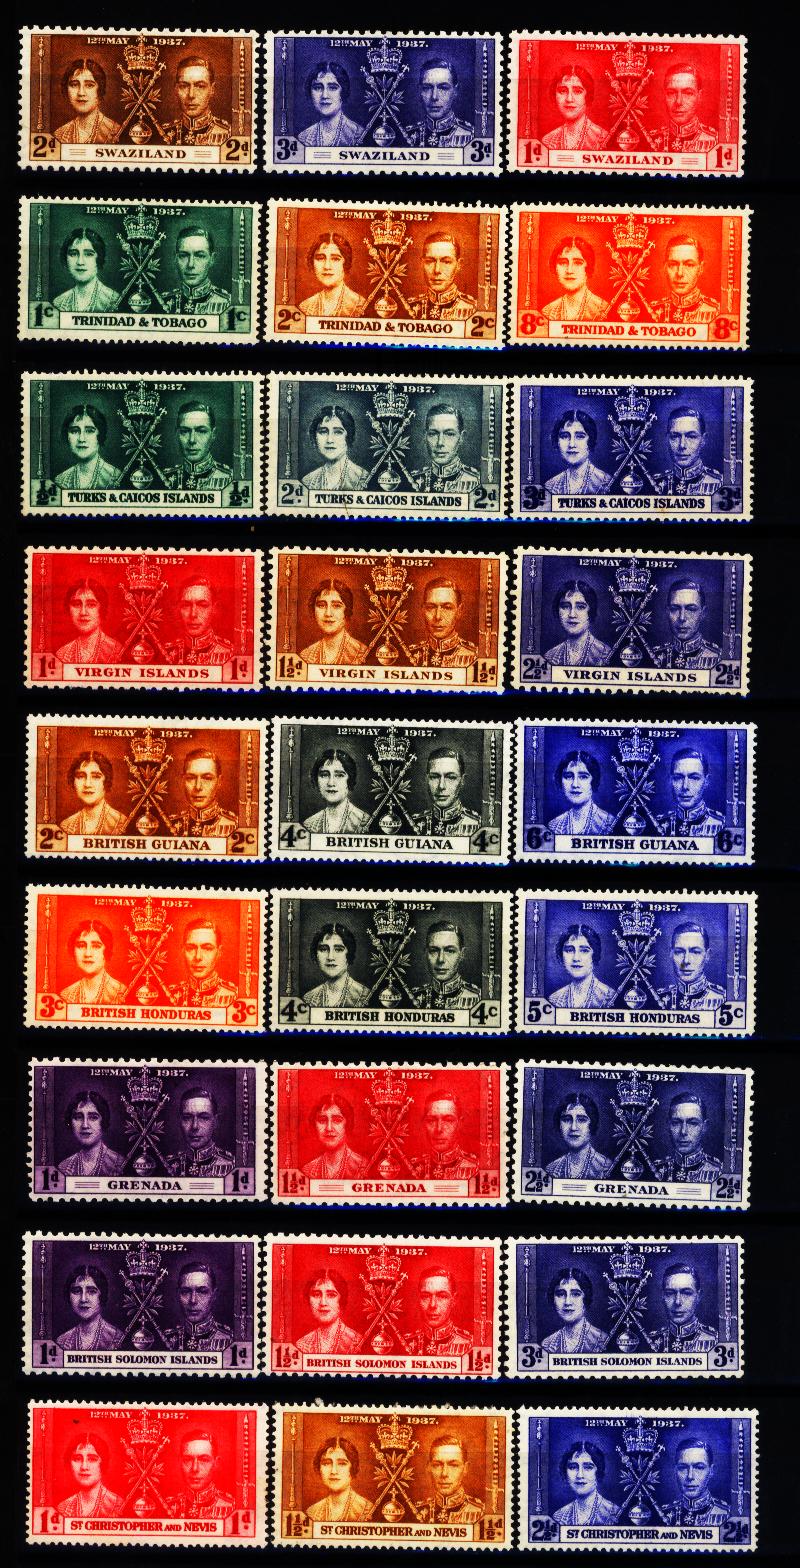 12TH MAY 1937.
2d. SWAZILAND 2d.
12TH MAY 1937.
3d. SWAZILAND 3d.
12TH MAY 1937.
1d. SWAZILAND 1d.
12TH MAY 1937.
1c TRINIDAD & TOBAGO 1c
12TH MAY 1937.
2c TRINIDAD & TOBAGO 2c
12TH MAY 1937.
8c TRINIDAD & TOBAGO 8c
12TH MAY 1937.
½d. TURKS & CAICOS ISLANDS ½d.
12TH MAY 1937.
2d. TURKS & CAICOS ISLANDS 2d.
12TH MAY 1937.
3d. TURKS & CAICOS ISLANDS 3d.
12TH MAY 1937.
1d. VIRGIN ISLANDS 1d.
12TH MAY 1937.
1½d. VIRGIN ISLANDS 1½d.
12TH MAY 1937.
2½d. VIRGIN ISLANDS 2½d.
12TH MAY 1937.
2c BRITISH GUIANA 2c
12TH MAY 1937.
4c BRITISH GUIANA 4c
12TH MAY 1937.
6c BRITISH GUIANA 6c
12TH MAY 1937.
3c BRITISH HONDURAS 3c
12TH MAY 1937.
4c BRITISH HONDURAS 4c
12TH MAY 1937.
5c BRITISH HONDURAS 5c
12TH MAY 1937.
1d. GRENADA 1d.
12TH MAY 1937.
1½d. GRENADA 1½d.
12TH MAY 1937.
2½d. GRENADA 2½d.
12TH MAY 1937.
1d. BRITISH SOLOMON ISLANDS 1d.
12TH MAY 1937.
1½d. BRITISH SOLOMON ISLANDS 1½d.
12TH MAY 1937.
3d. BRITISH SOLOMON ISLANDS 3d.
12TH MAY 1937.
1d. ST CHRISTOPHER AND NEVIS 1d.
12TH MAY 1937.
1½d. ST CHRISTOPHER AND NEVIS 1½d.
12TH MAY 1937.
2½d. ST CHRISTOPHER AND NEVIS 2½d.